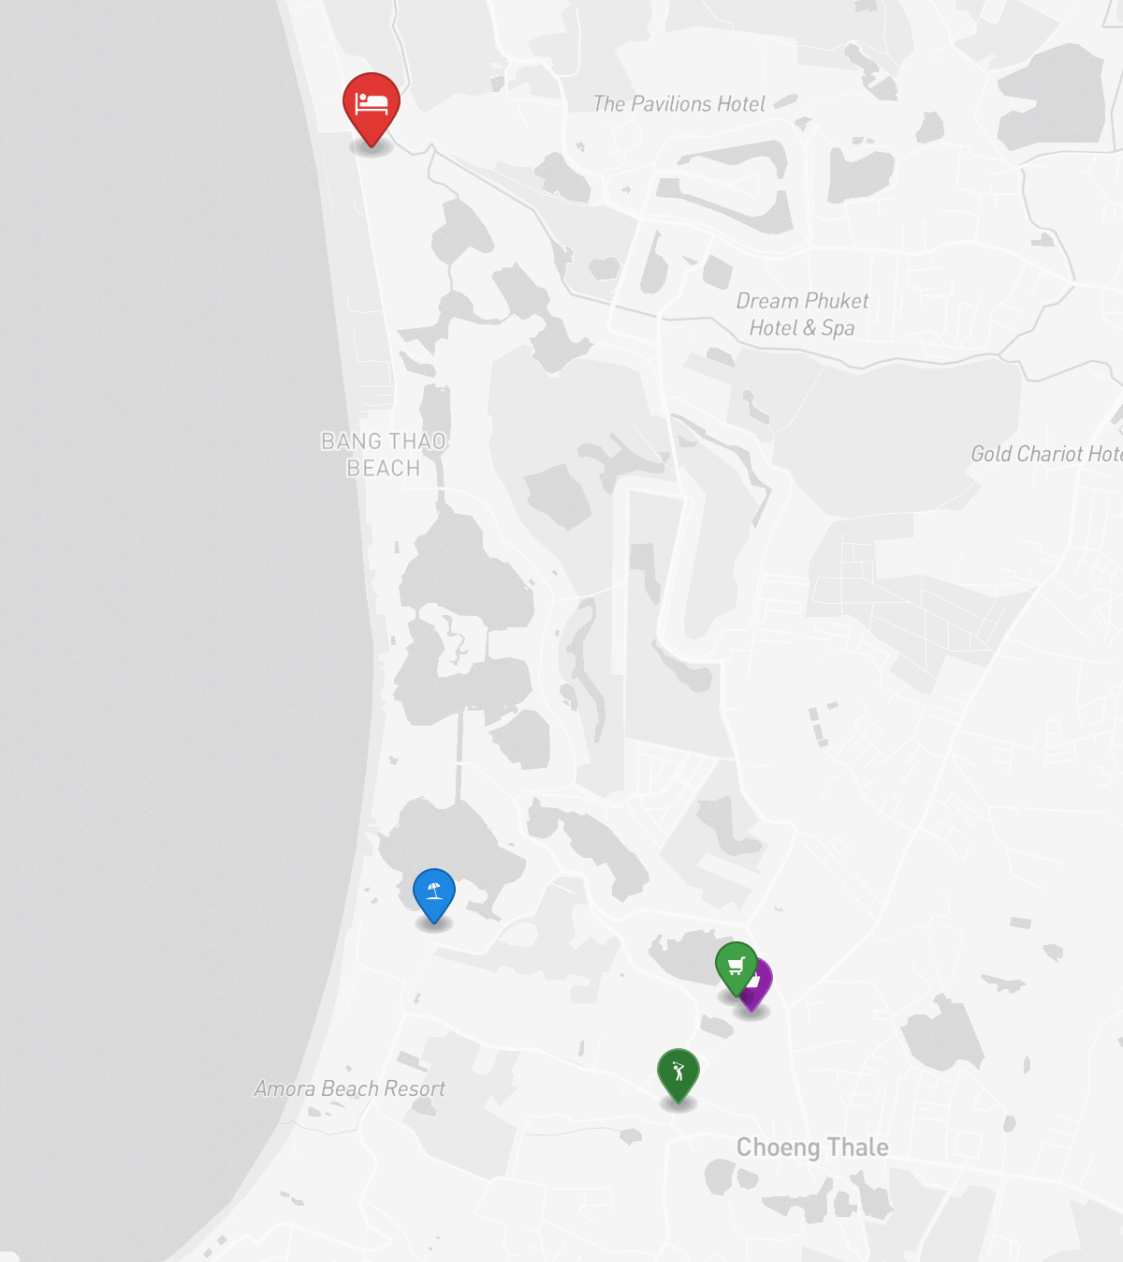 The Pavilions Hotel
Dream Phuket
Hotel & Spa
BANG THAO
BEACH
Gold Chariot Hote
Amora Beach Resort
Choeng Thale